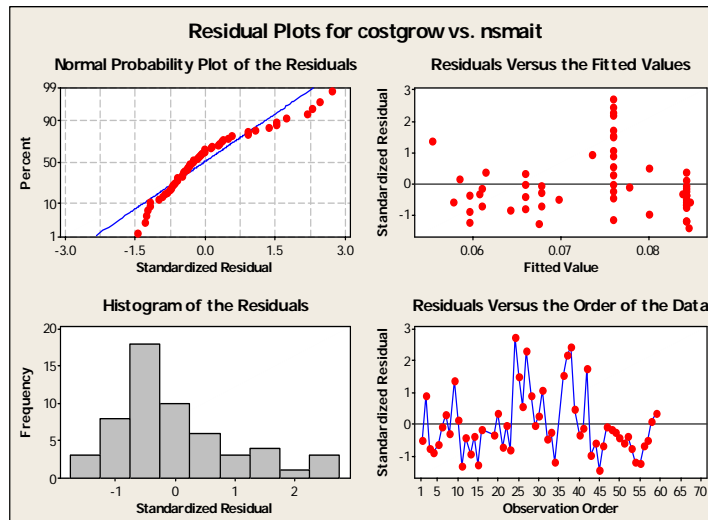 Residual Plots for costgrow vs. nsmait
Normal Probability Plot of the Residuals
99
90
50
10
1
Percent
-3.0 -1.5 0.0 1.5 3.0
Standardized Residual
Residuals Versus the Fitted Values
3
2
1
0
-1
Standardized Residual
0.06 0.07 0.08
Fitted Value
Histogram of the Residuals
20
15
10
5
0
Frequency
-1 0 1 2
Standardized Residual
Residuals Versus the Order of the Data
3
2
1
0
-1
Standardized Residual
1 5 10 15 20 25 30 35 40 45 50 55 60 65 70
Observation Order